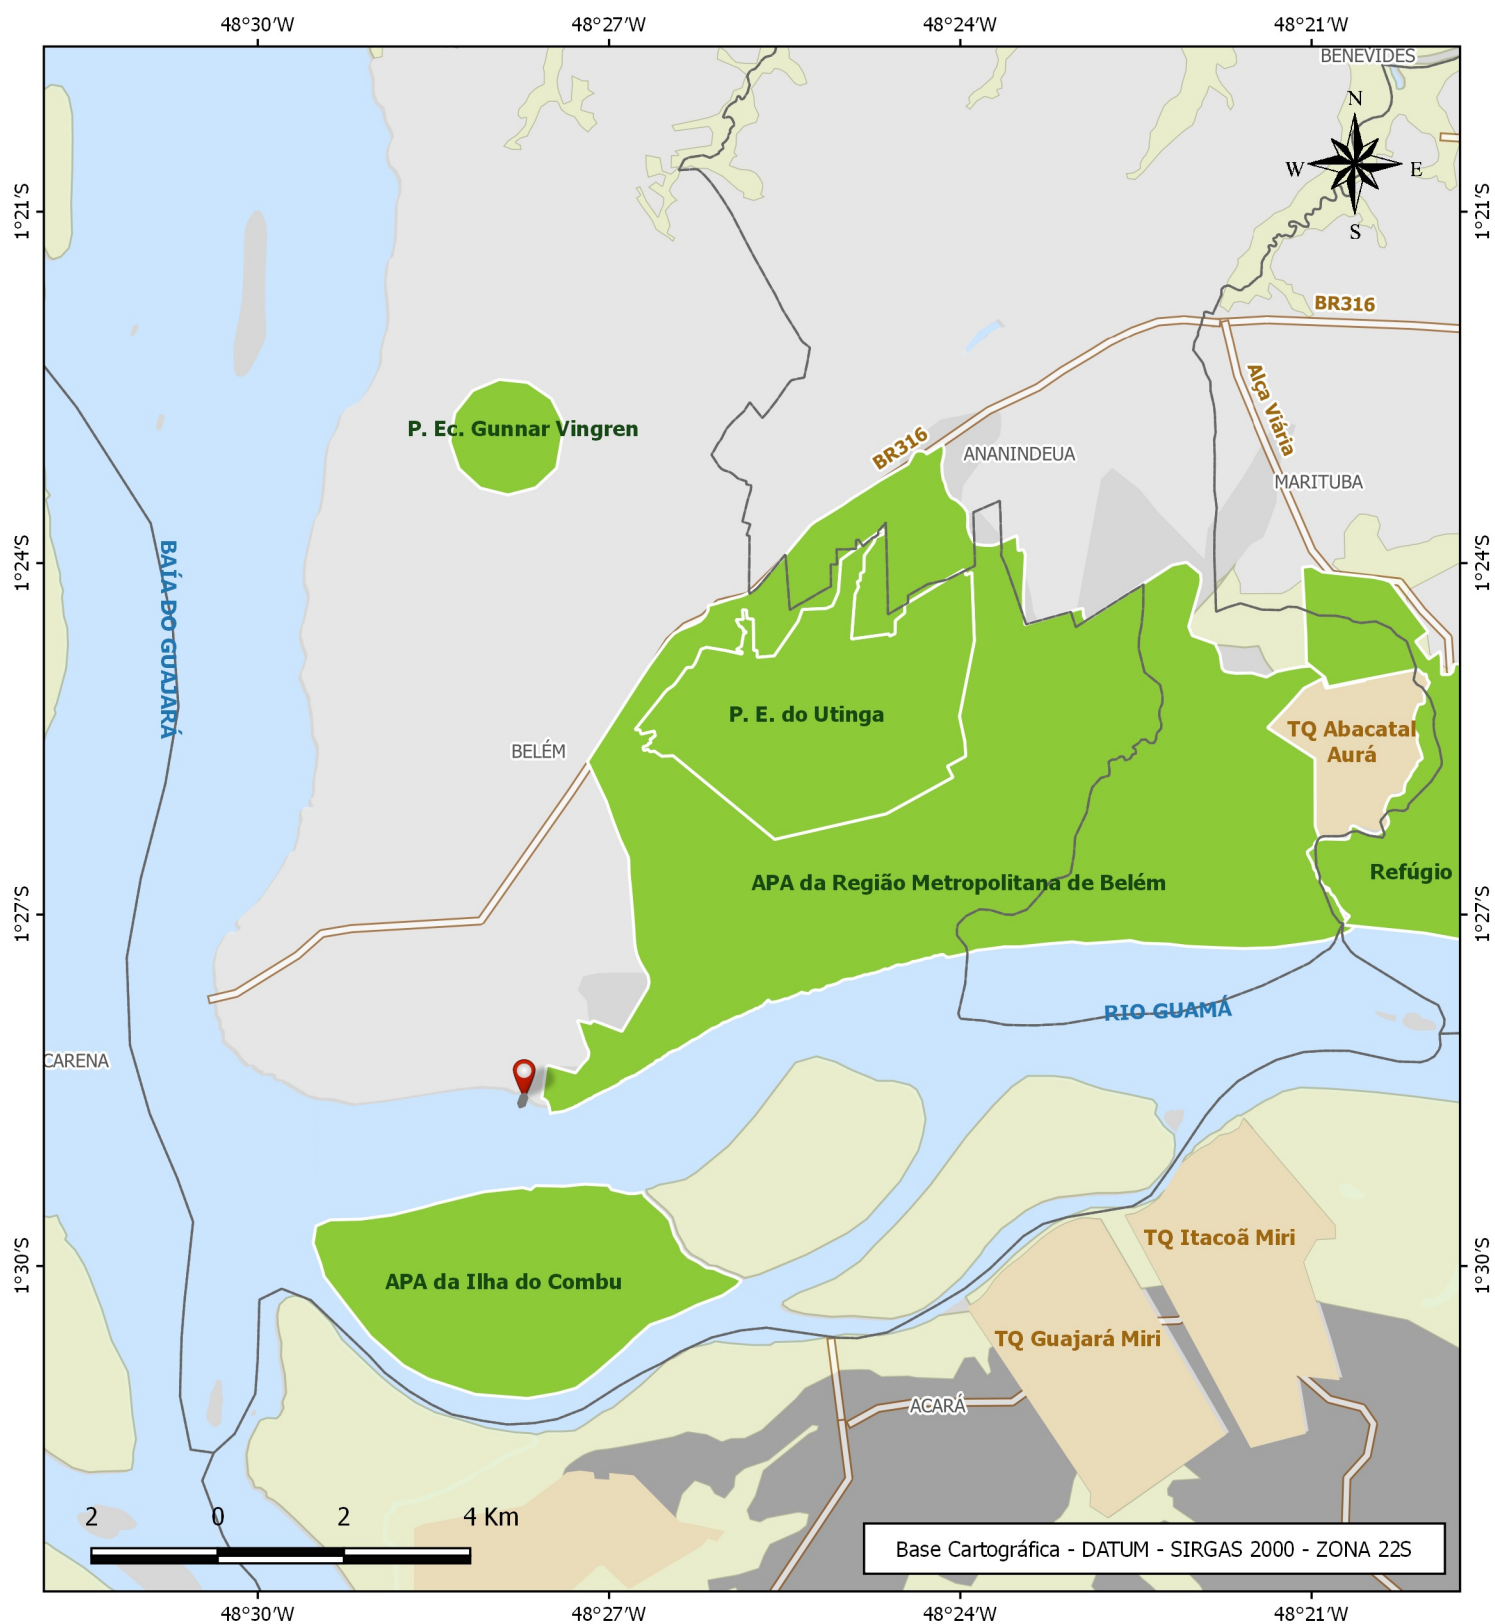 48°30'W
48°27'W
48°24'W
48°21'W
BENEVIDES
N
W
E
S
1°21'S
1°21'S
BR316
Alça Viária
P. Ec. Gunnar Vingren
BR316
ANANINDEUA
MARITUBA
1°24'S
1°24'S
BAÍA DO GUAJARÁ
P. E. do Utinga
TQ Abacatal
Aurá
BELÉM
Refúgio
APA da Região Metropolitana de Belém
1°27'S
1°27'S
RIO GUAMÁ
CARENA
TQ Itacoã Miri
1°30'S
1°30'S
APA da Ilha do Combu
TQ Guajará Miri
ACARÁ
2
0
2
4 Km
Base Cartográfica - DATUM - SIRGAS 2000 - ZONA 22S
48°30'W
48°27'W
48°24'W
48°21'W